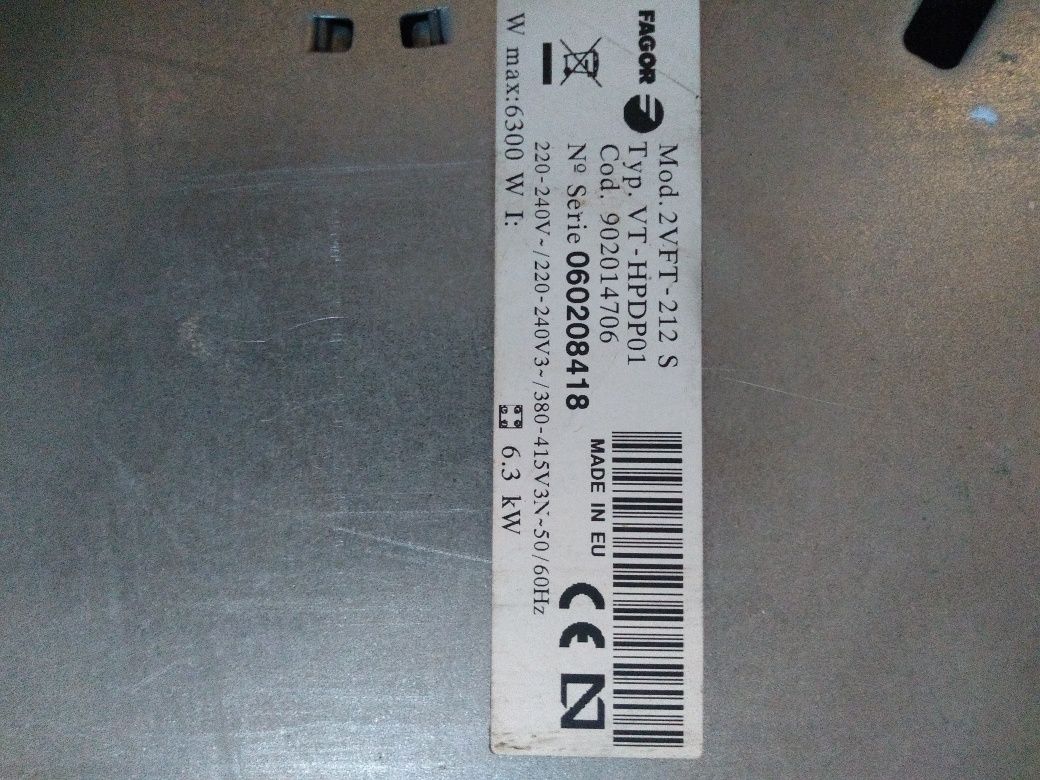 FAGOR
Mod. 2VFT-212 S
Typ. VT-HPDP01
Cod. 902014706
Nº Serie 060208418
220-240V~/220-240V3~/380-415V3N~50/60Hz
W max:6300 W I: 6.3 kW
MADE IN EU
CE
N